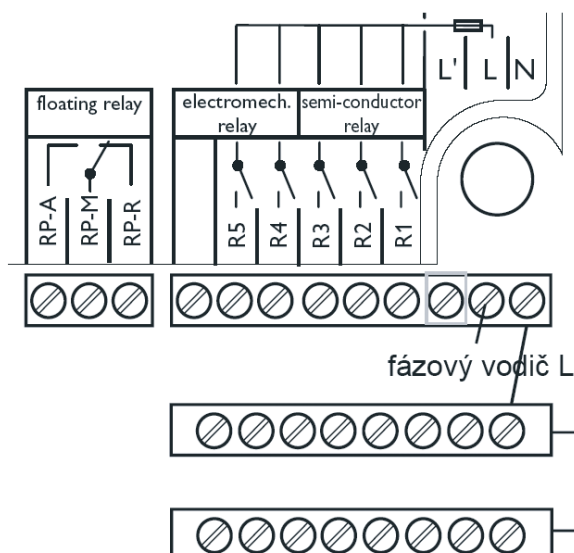 L' L N
floating relay
electromech. relay
semi-conductor relay
RP-A RP-M RP-R
R5 R4 R3 R2 R1
fázový vodič L